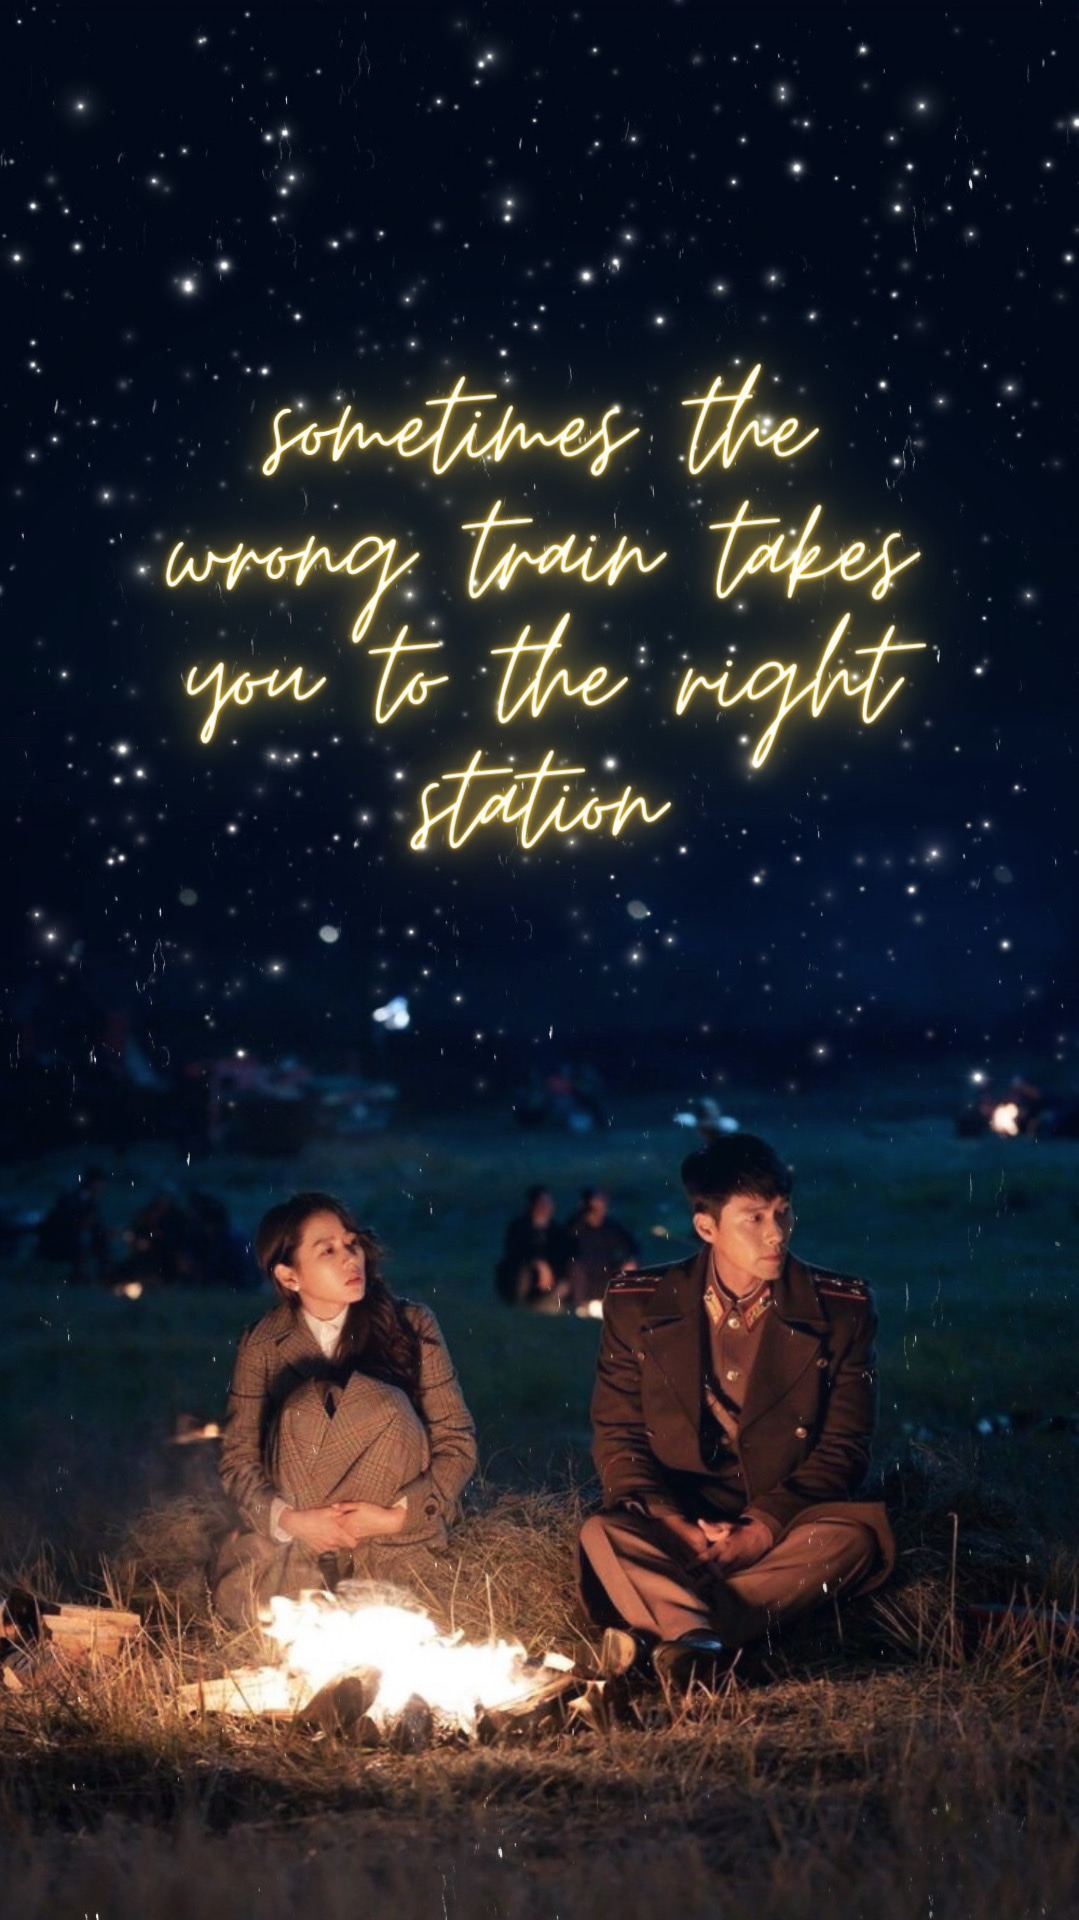 sometimes the
wrong train takes
you to the right
station